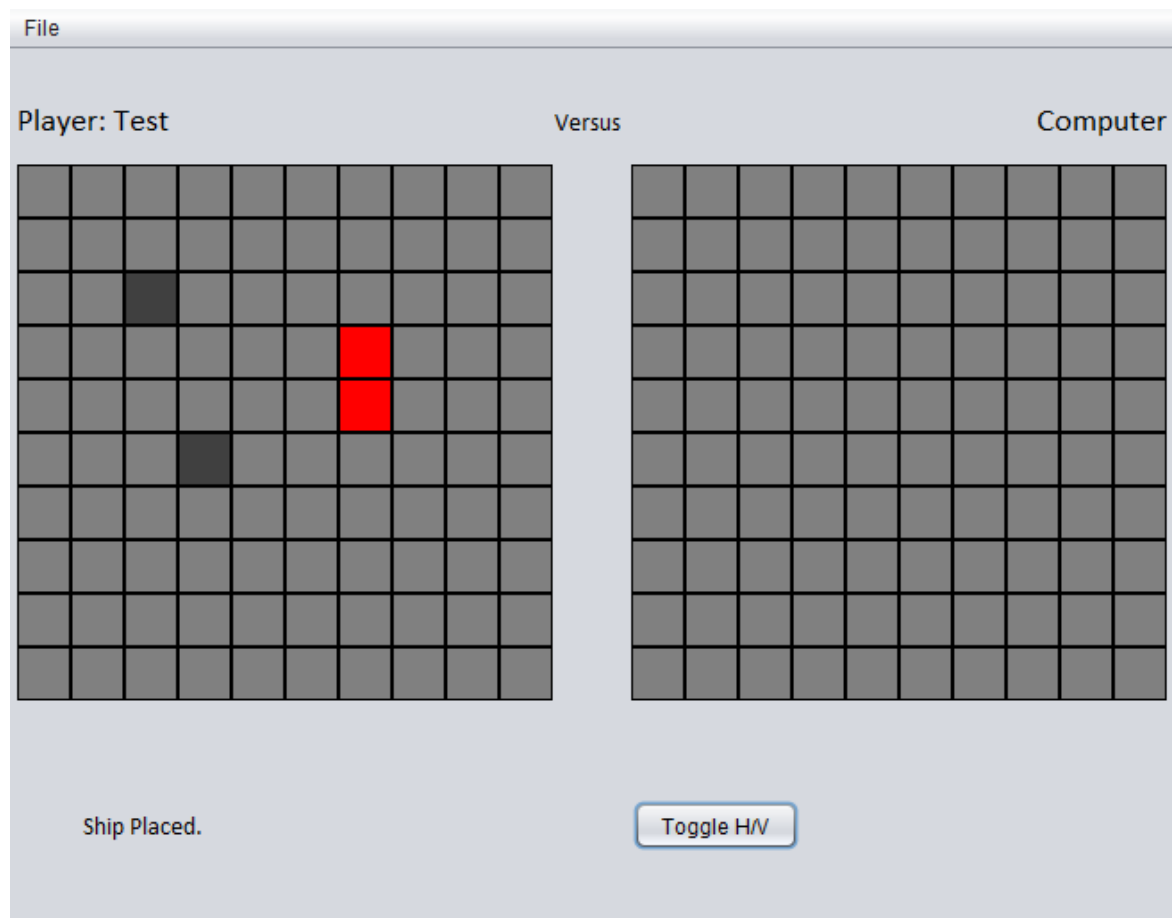 File
Player: Test
Versus
Computer
Ship Placed.
Toggle H/V